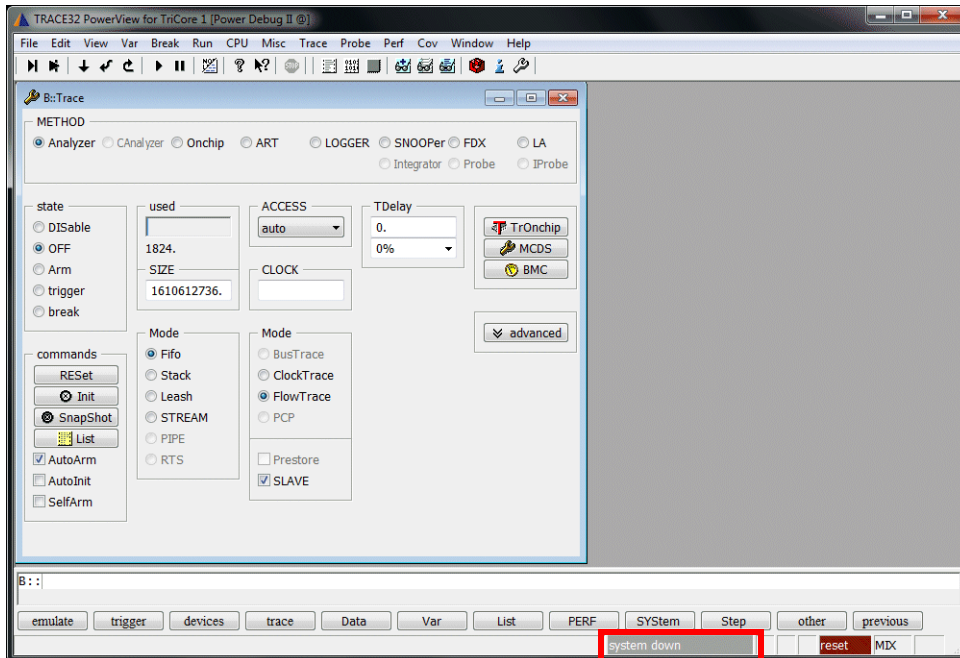 TRACE32 PowerView for TriCore 1 [Power Debug II @]
File Edit View Var Break Run CPU Misc Trace Probe Perf Cov Window Help
B::Trace
METHOD
Analyzer CAnalyzer Onchip ART LOGGER SNOOPer FDX LA
Integrator Probe IProbe
state used ACCESS TDelay
DISable auto 0. TrOnchip
OFF 1824. 0% MCDS
Arm SIZE CLOCK BMC
trigger 1610612736.
break
Mode Mode advanced
commands Fifo BusTrace
RESet Stack ClockTrace
Init Leash FlowTrace
SnapShot STREAM PCP
List PIPE
AutoArm RTS Prestore
AutoInit SLAVE
SelfArm
B::
emulate trigger devices trace Data Var List PERF SYStem Step other previous
system down reset MIX